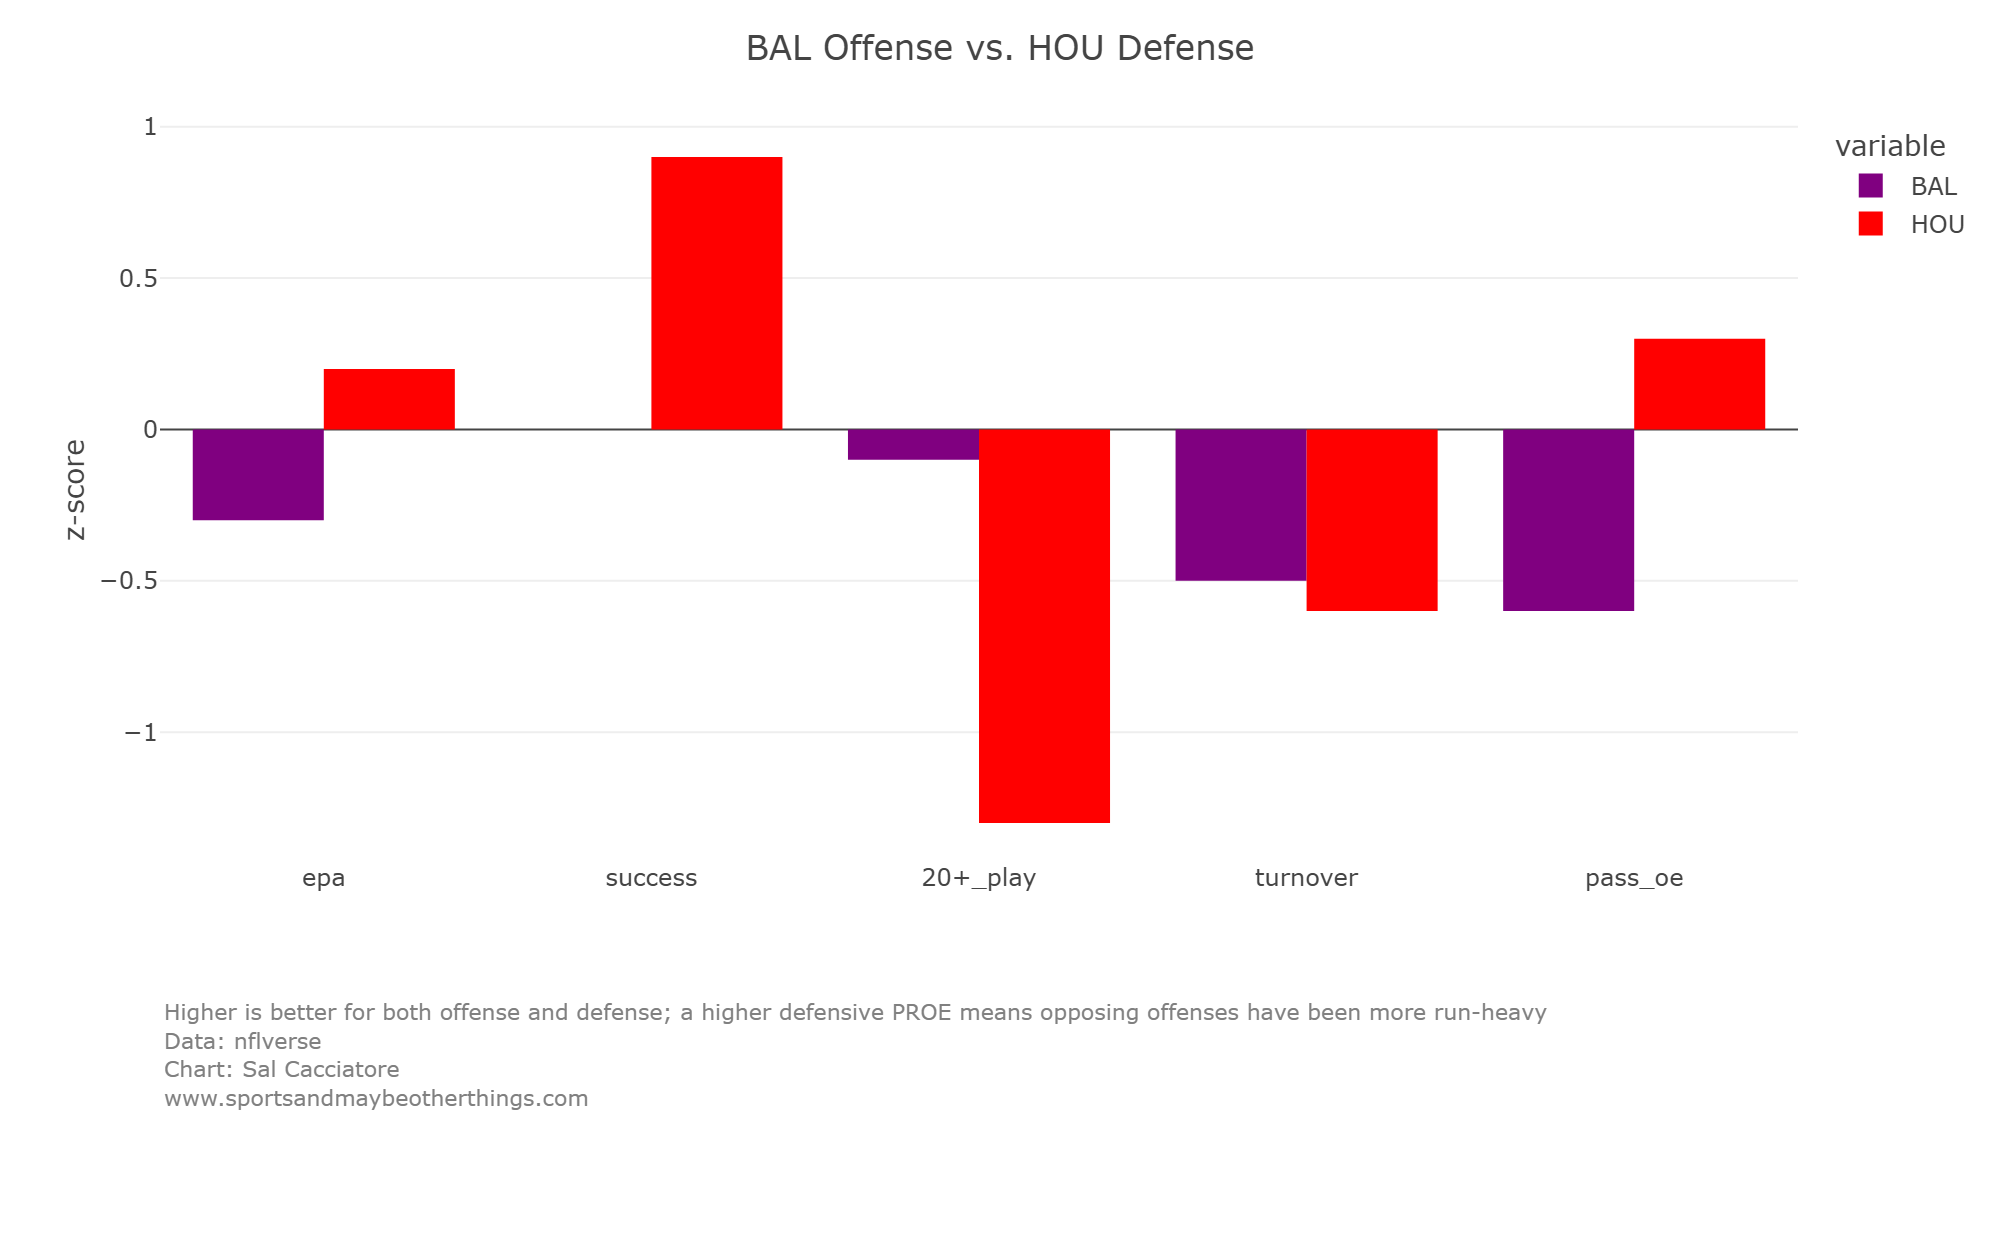 BAL Offense vs. HOU Defense
1
0.5
0
−0.5
−1
z-score
variable
BAL
HOU
epa
success
20+_play
turnover
pass_oe
Higher is better for both offense and defense; a higher defensive PROE means opposing offenses have been more run-heavy
Data: nflverse
Chart: Sal Cacciatore
www.sportsandmaybeotherthings.com